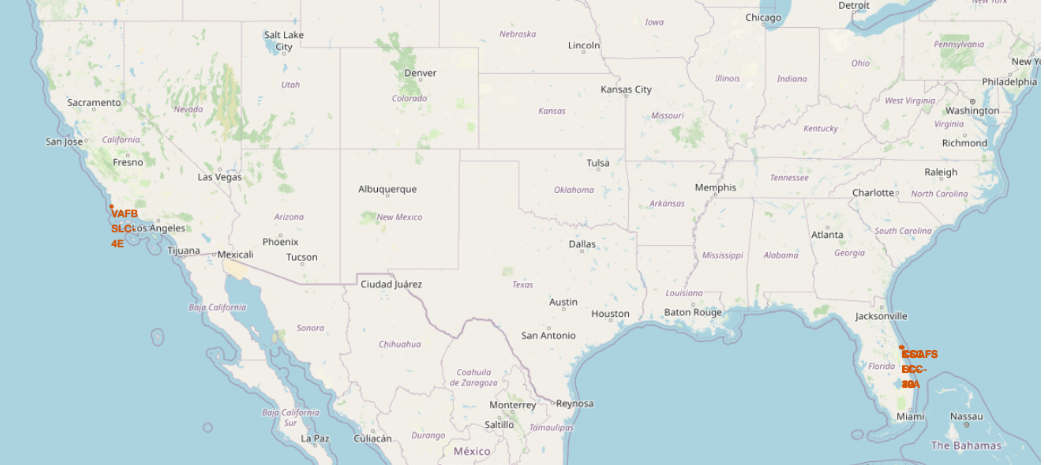 New York
Detroit
Chicago
Iowa
Nebraska
Salt Lake
City
Lincoln
Pennsylvania
New Y
Ohio
Illinois
Indiana
Utah
Denver
Philadelphia
Kansas City
Colorado
Sacramento
Nevada
West Virginia
Washington
Kansas
Missouri
Virginia
Kentucky
San Jose
California
Richmond
Fresno
Tulsa
Las Vegas
Raleigh
Tennessee
Albuquerque
Oklahoma
Memphis
Charlotte
North Carolina
Arkansas
VAFB
SLC-
4E
Arizona
New Mexico
Los Angeles
South Carolina
Atlanta
Phoenix
Dallas
Tijuana
Mexicali
Tucson
Mississippi
Alabama
Georgia
Ciudad Juárez
Texas
Louisiana
Austin
Baja California
Houston
Baton Rouge
Jacksonville
Sonora
San Antonio
Chihuahua
Florida
Coahuila
de Zaragoza
Monterrey
Reynosa
Baja California
Sur
Saltillo
Tamaulipas
Miami
Nassau
La Paz
Culiacán
Durango
México
The Bahamas